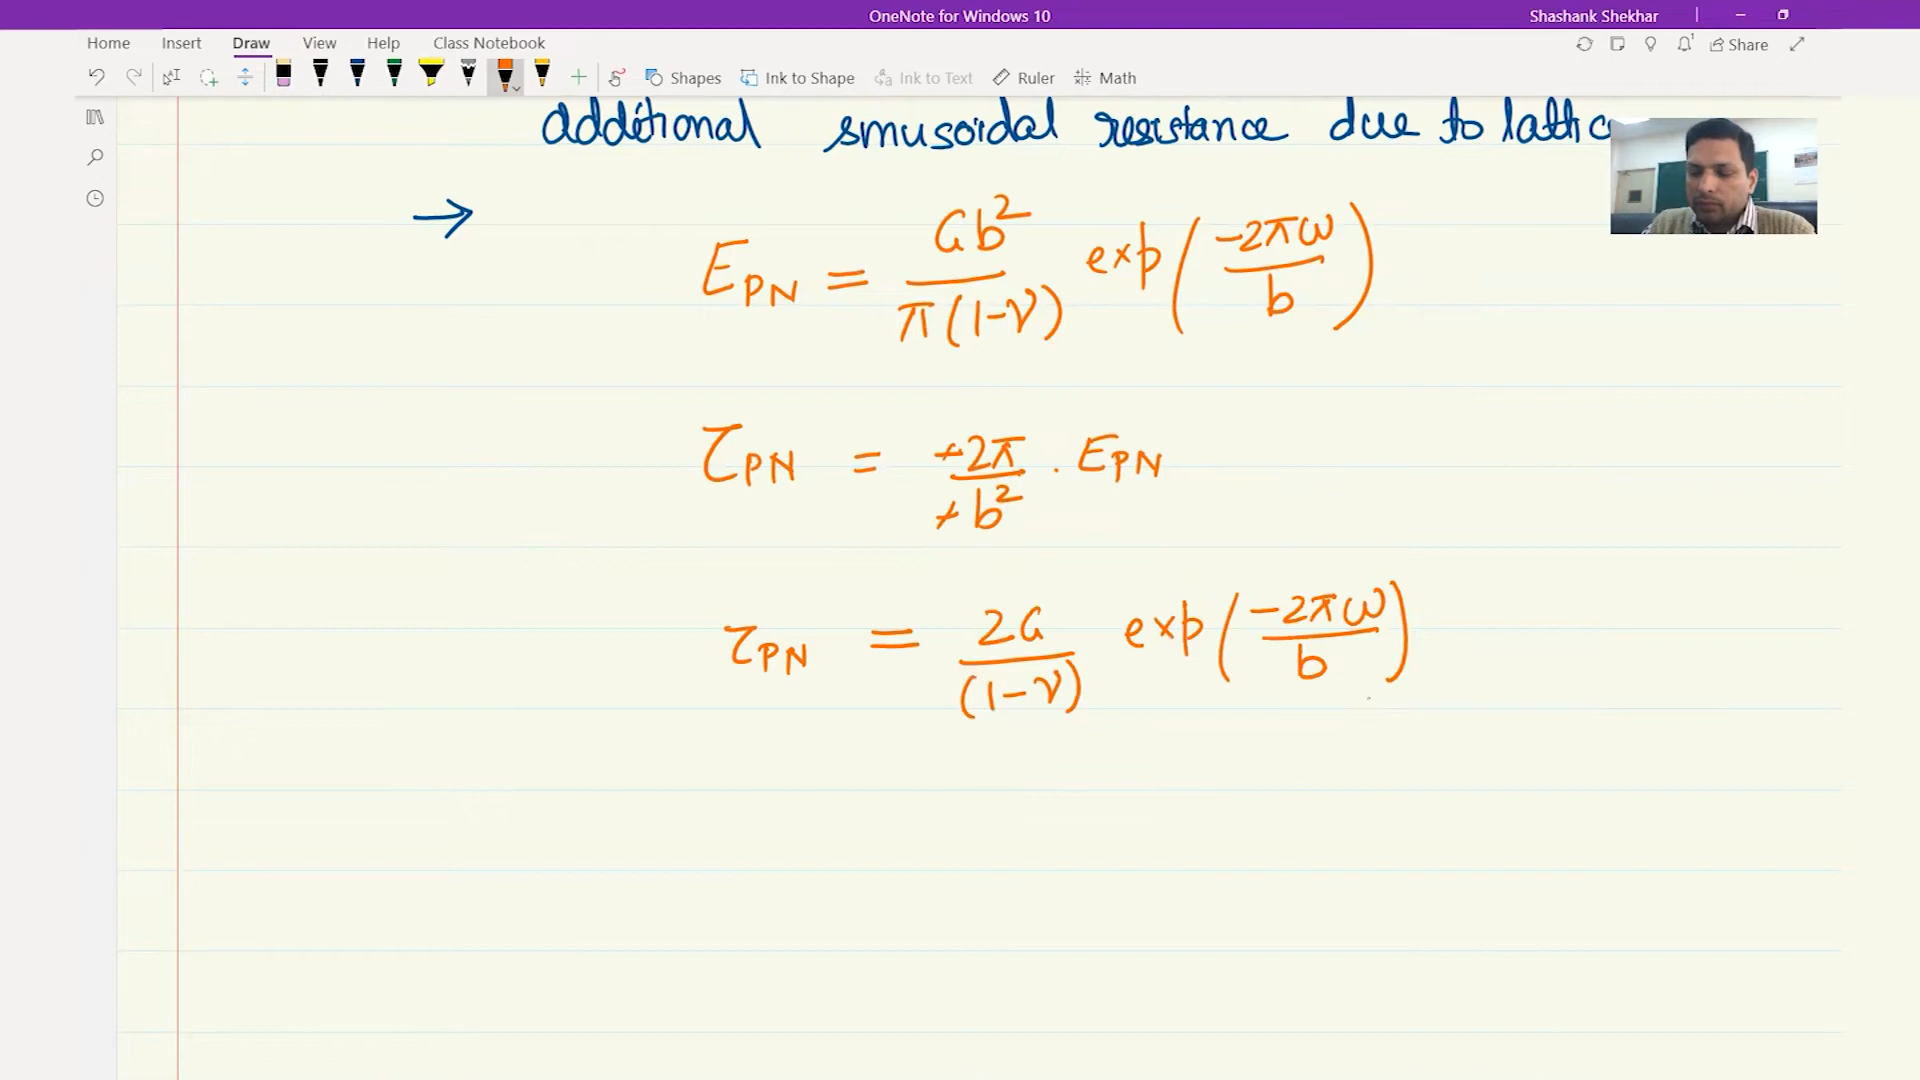 OneNote for Windows 10
Shashank Shekhar
Home Insert Draw View Help Class Notebook
Share
Shapes Ink to Shape Ink to Text Ruler Math
additional sinusoidal resistance due to lattic
→ E_PN = Gb² / π(1-ν) exp(-2πω / b)
τ_PN = +2π / +b² . E_PN
τ_PN = 2G / (1-ν) exp(-2πω / b)